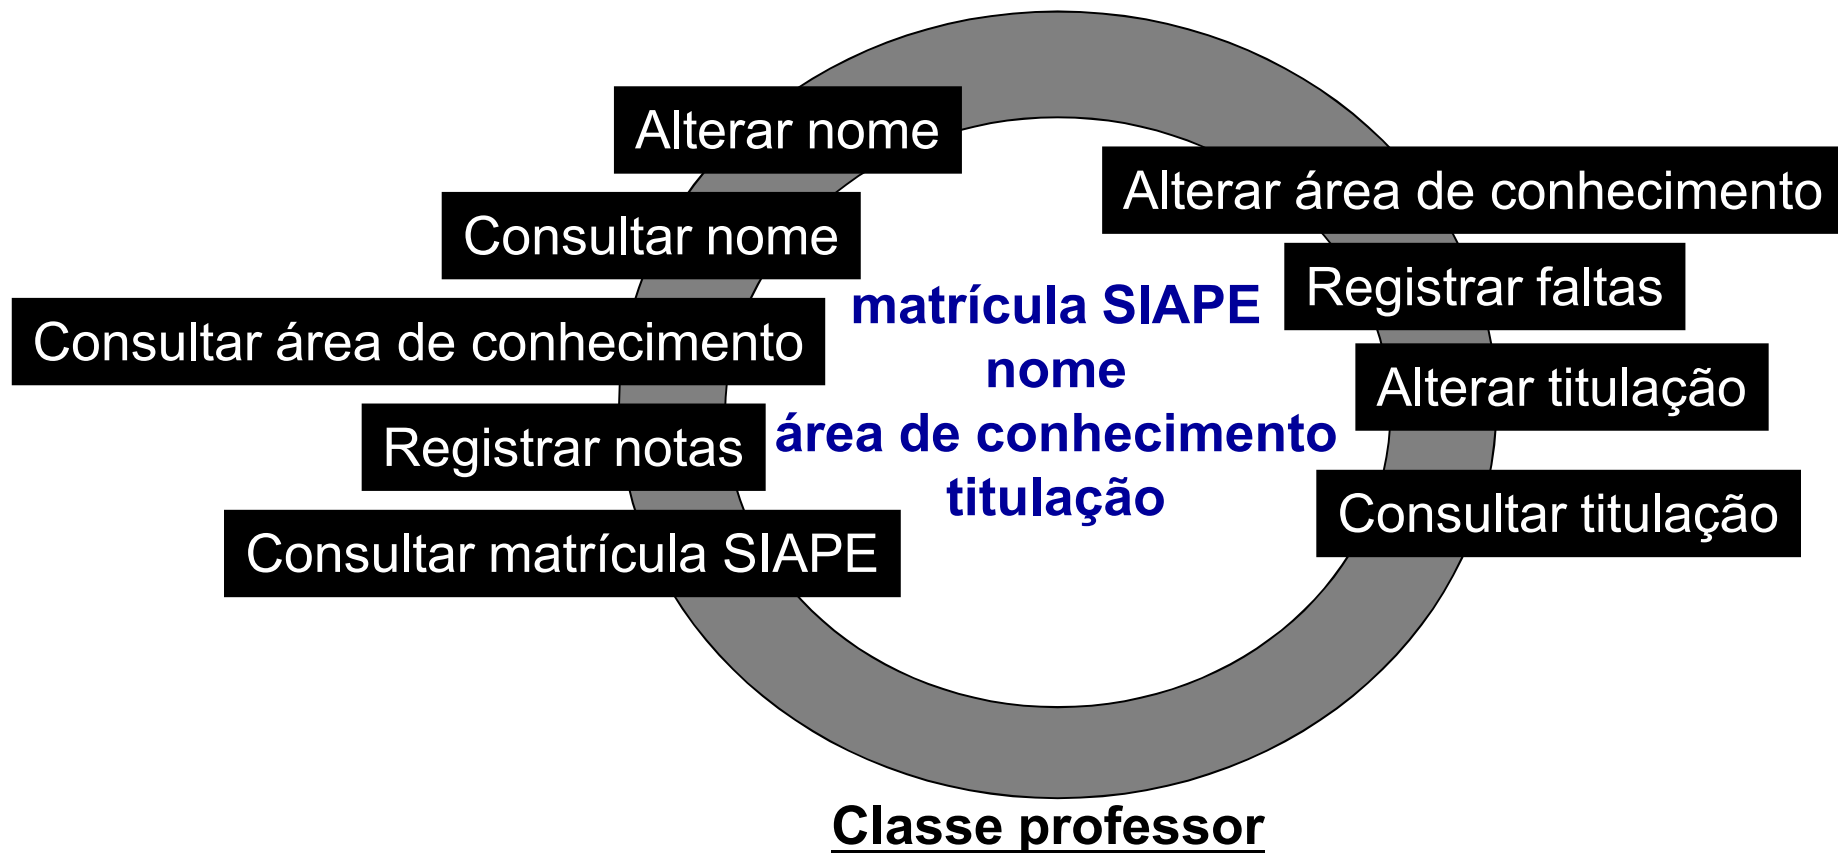 Alterar nome
Consultar nome
Consultar área de conhecimento
Registrar notas
Consultar matrícula SIAPE
matrícula SIAPE
nome
área de conhecimento
titulação
Alterar área de conhecimento
Registrar faltas
Alterar titulação
Consultar titulação
Classe professor